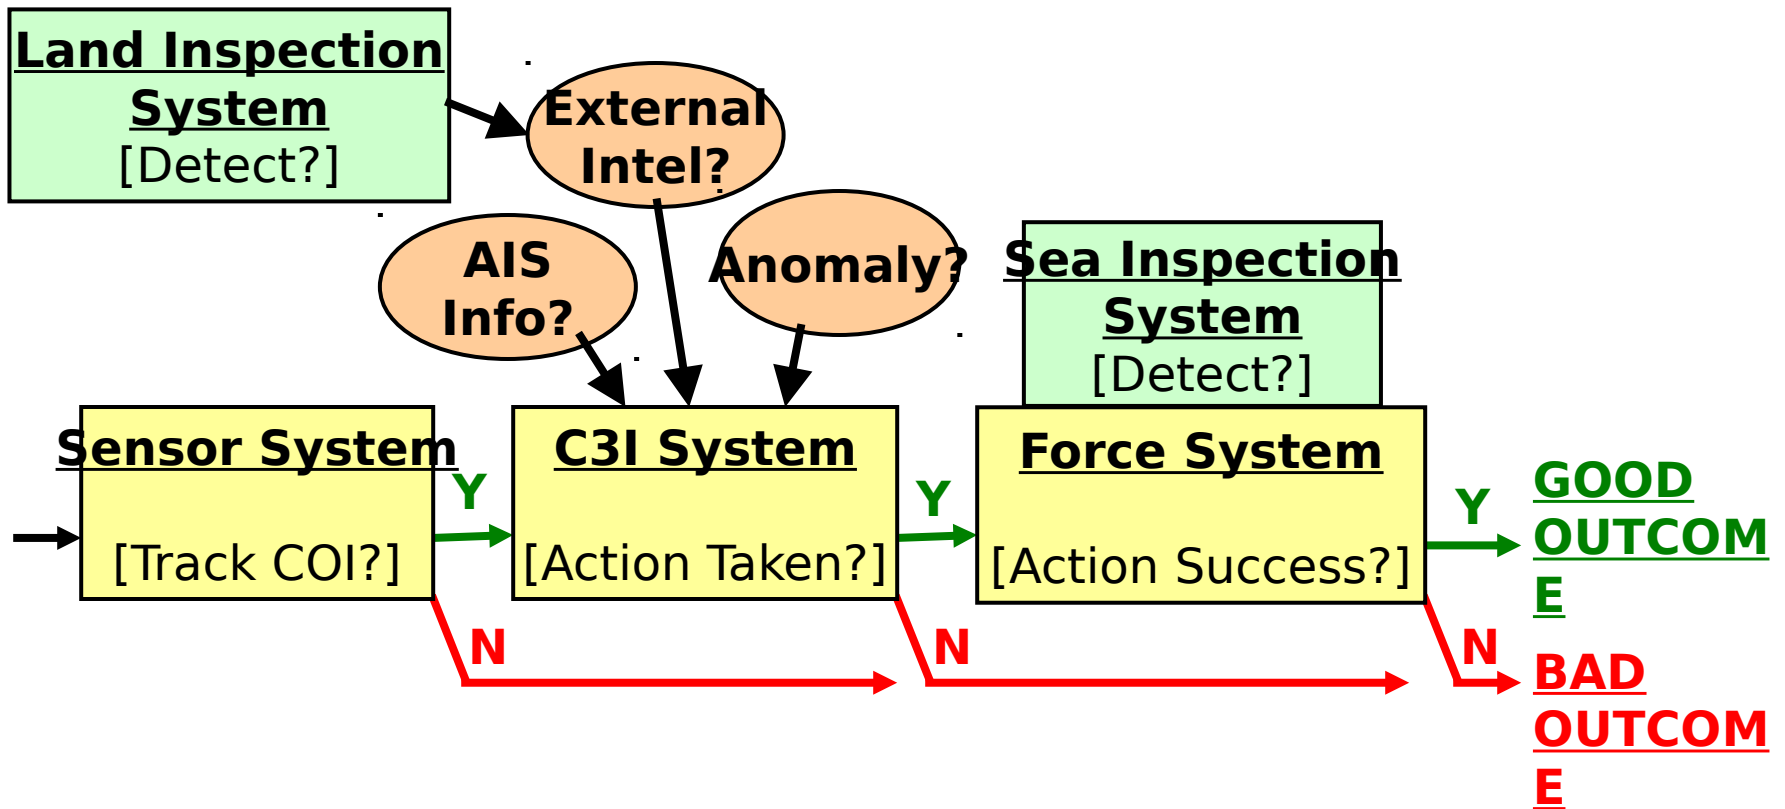 Land Inspection
System
[Detect?]
External
Intel?
AIS
Info?
Anomaly?
Sea Inspection
System
[Detect?]
Sensor System
[Track COI?]
Y
N
C3I System
[Action Taken?]
Y
N
Force System
[Action Success?]
Y
N
GOOD
OUTCOM
E
BAD
OUTCOM
E